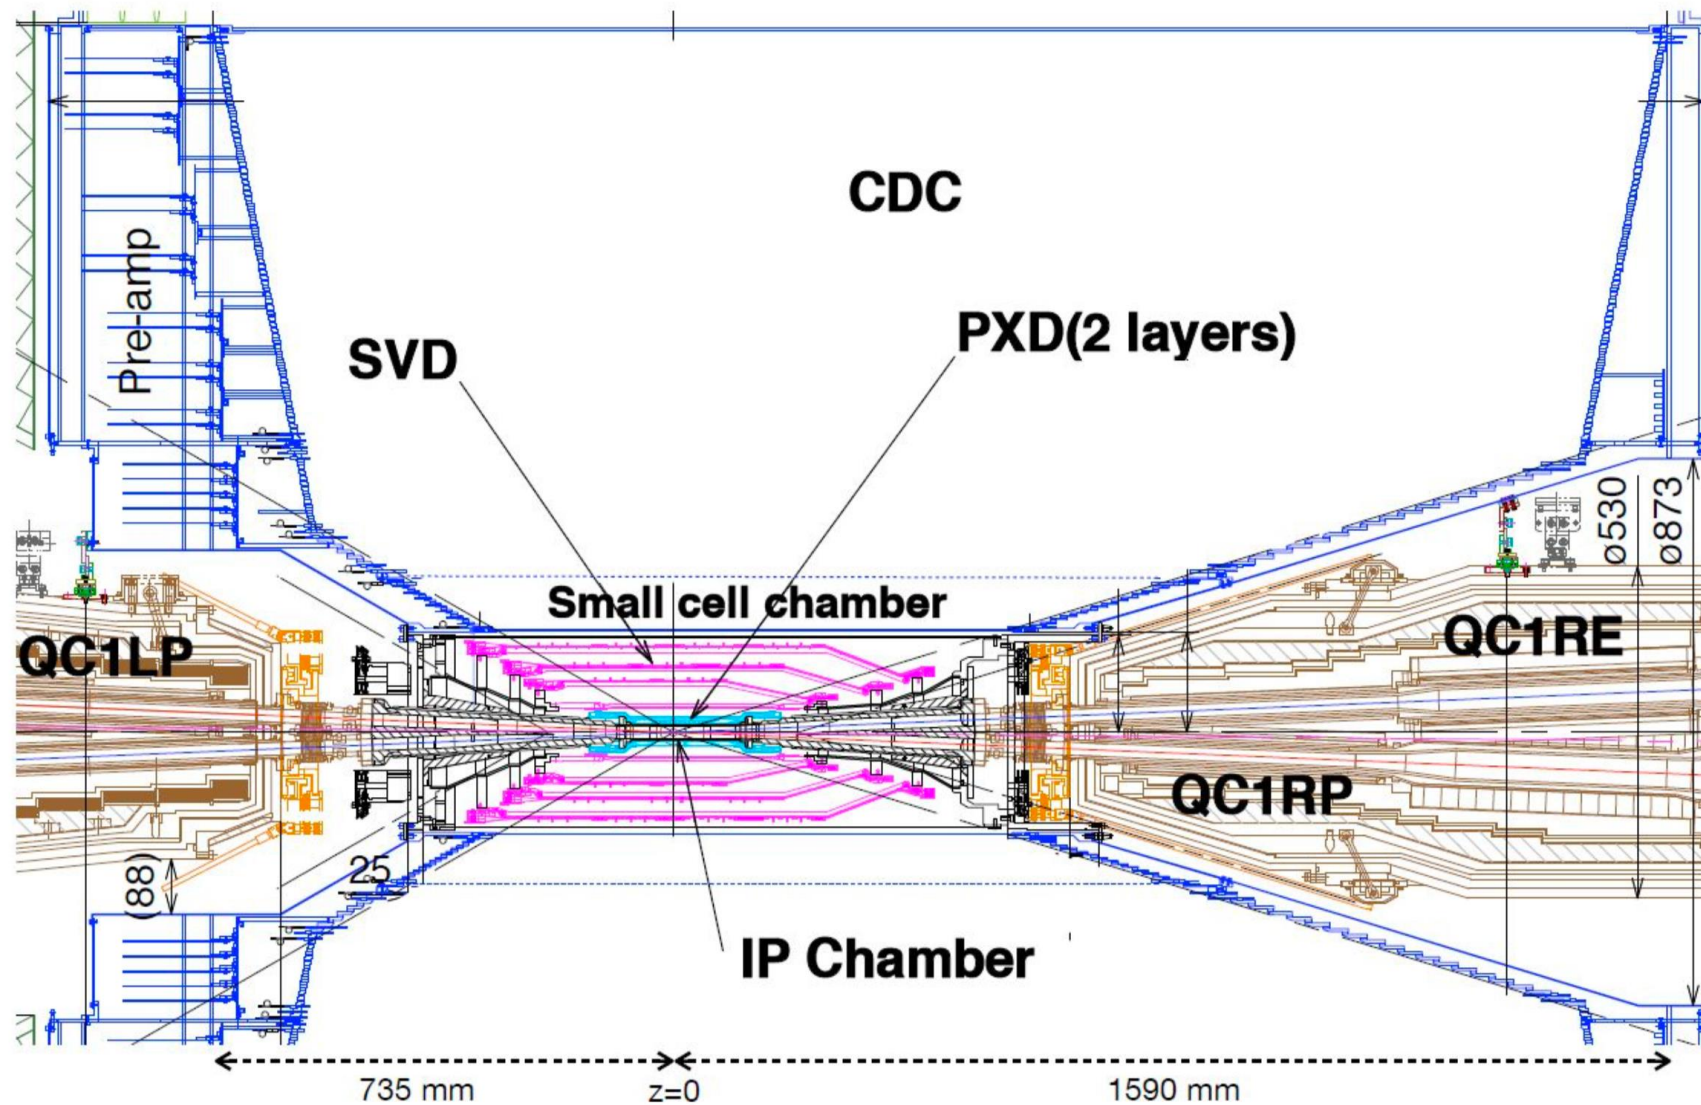 CDC
Pre-amp
PXD(2 layers)
SVD
ø530
ø873
Small cell chamber
QC1LP
QC1RE
QC1RP
25
(88)
IP Chamber
735 mm
z=0
1590 mm